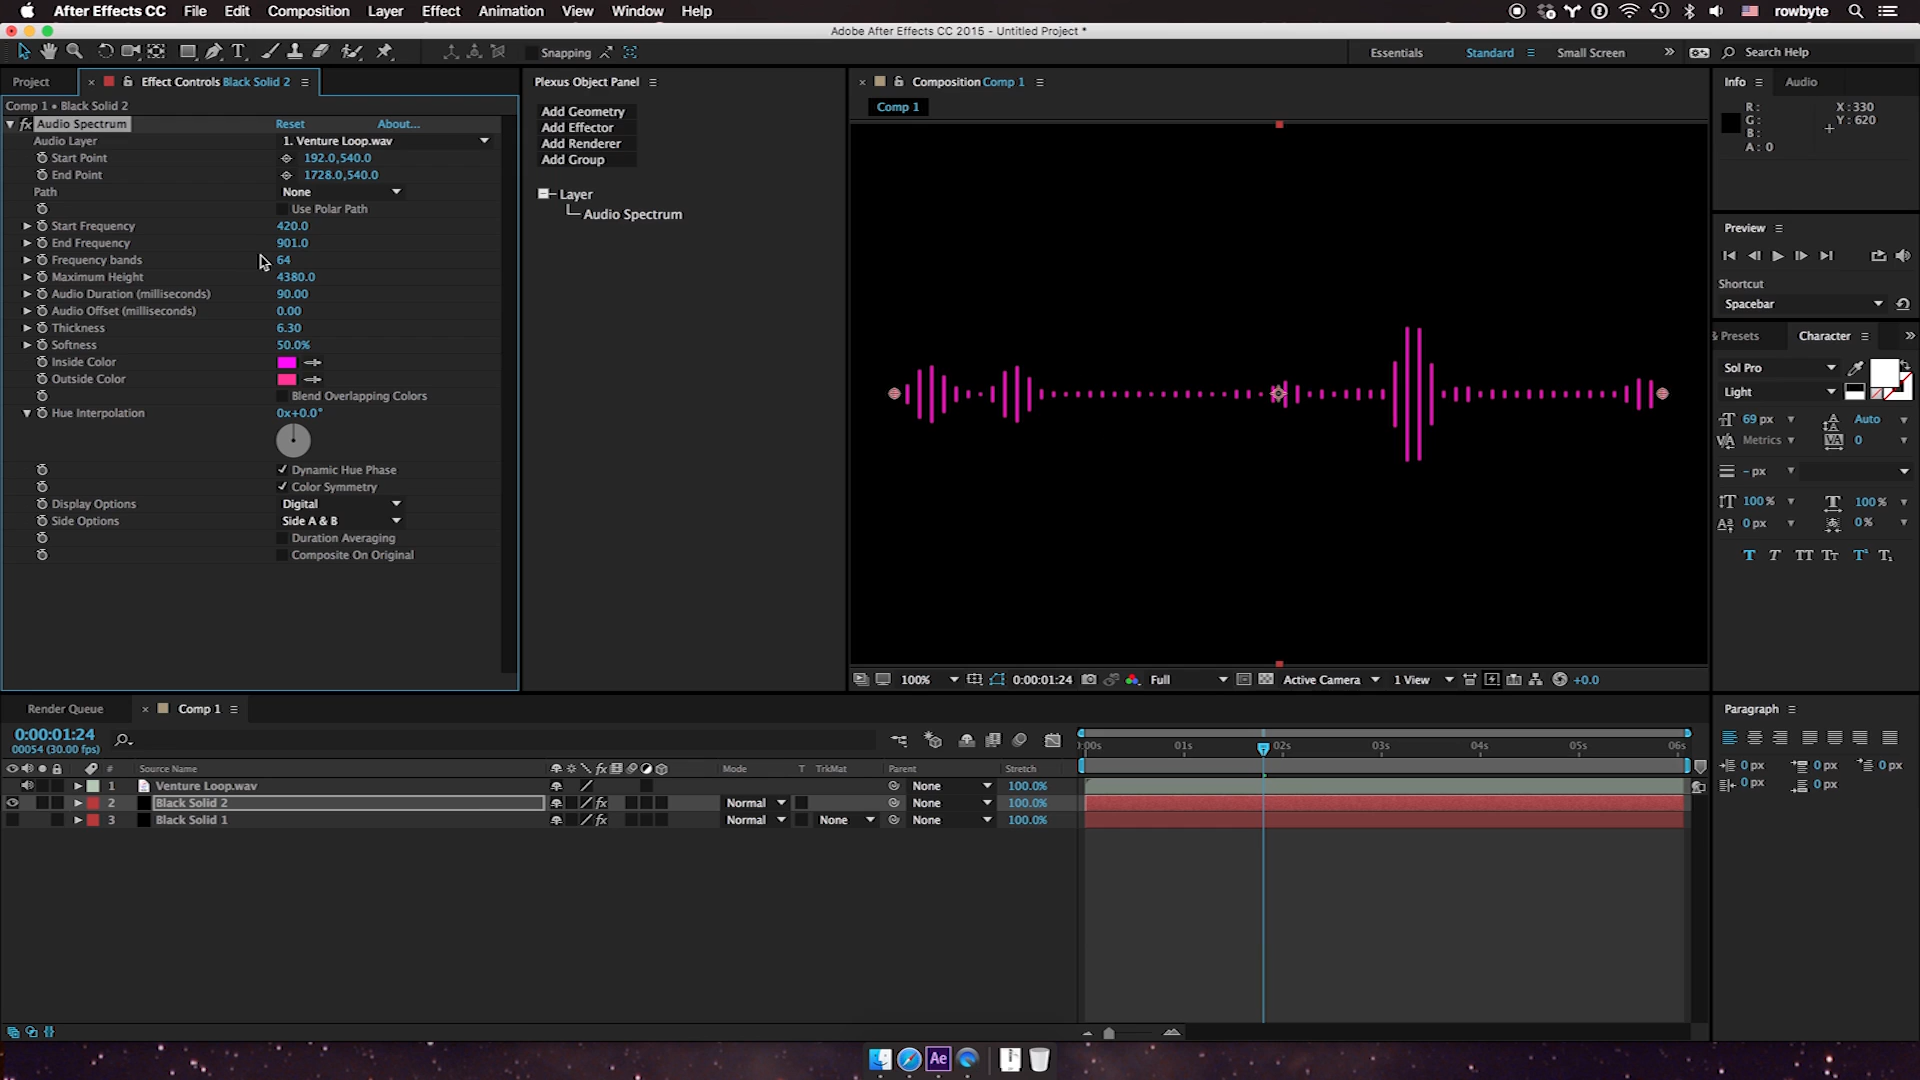 After Effects CC File Edit Composition Layer Effect Animation View Window Help rowbyte
Adobe After Effects CC 2015 - Untitled Project *
Snapping Essentials Standard Small Screen Search Help
Project Effect Controls Black Solid 2
Comp 1 • Black Solid 2
Audio Spectrum Reset About...
Audio Layer 1. Venture Loop.wav
Start Point 192.0,540.0
End Point 1728.0,540.0
Path None
Use Polar Path
Start Frequency 420.0
End Frequency 901.0
Frequency bands 64
Maximum Height 4380.0
Audio Duration (milliseconds) 90.00
Audio Offset (milliseconds) 0.00
Thickness 6.30
Softness 50.0%
Inside Color
Outside Color
Blend Overlapping Colors
Hue Interpolation 0x+0.0°
Dynamic Hue Phase
Color Symmetry
Display Options Digital
Side Options Side A & B
Duration Averaging
Composite On Original
Plexus Object Panel
Add Geometry
Add Effector
Add Renderer
Add Group
Layer
Audio Spectrum
Composition Comp 1
Comp 1
100% 0:00:01:24 Full Active Camera 1 View +0.0
Info Audio
R: X : 330
G: Y : 620
B:
A : 0
Preview
Shortcut
Spacebar
& Presets Character
Sol Pro
Light
69 px Auto
Metrics 0
- px
100 % 100 %
0 px 0 %
T T TT Tt T¹ T₁
Paragraph
0 px 0 px 0 px
0 px 0 px
Render Queue Comp 1
0:00:01:24
00054 (30.00 fps)
# Source Name Mode T TrkMat Parent Stretch
1 Venture Loop.wav None 100.0%
2 Black Solid 2 Normal None 100.0%
3 Black Solid 1 Normal None None 100.0%
:00s 01s 02s 03s 04s 05s 06s
Ae